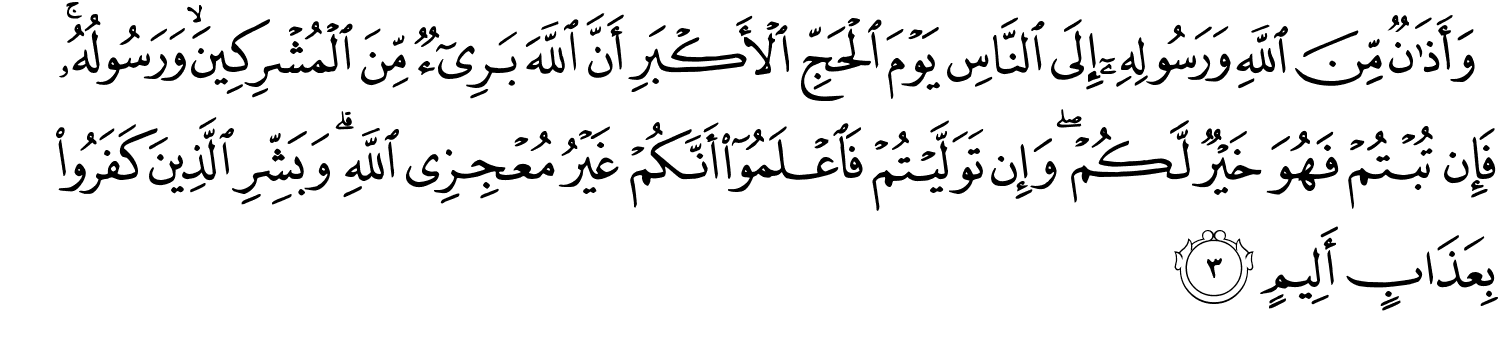 وَأَذَٰنٌ مِّنَ ٱللَّهِ وَرَسُولِهِۦٓ إِلَى ٱلنَّاسِ يَوْمَ ٱلْحَجِّ ٱلْأَكْبَرِ أَنَّ ٱللَّهَ بَرِىٓءٌ مِّنَ ٱلْمُشْرِكِينَ ۙ وَرَسُولُهُۥ ۚ
فَإِن تُبْتُمْ فَهُوَ خَيْرٌ لَّكُمْ ۖ وَإِن تَوَلَّيْتُمْ فَٱعْلَمُوٓا۟ أَنَّكُمْ غَيْرُ مُعْجِزِى ٱللَّهِ ۗ وَبَشِّرِ ٱلَّذِينَ كَفَرُوا۟
بِعَذَابٍ أَلِيمٍ ٣